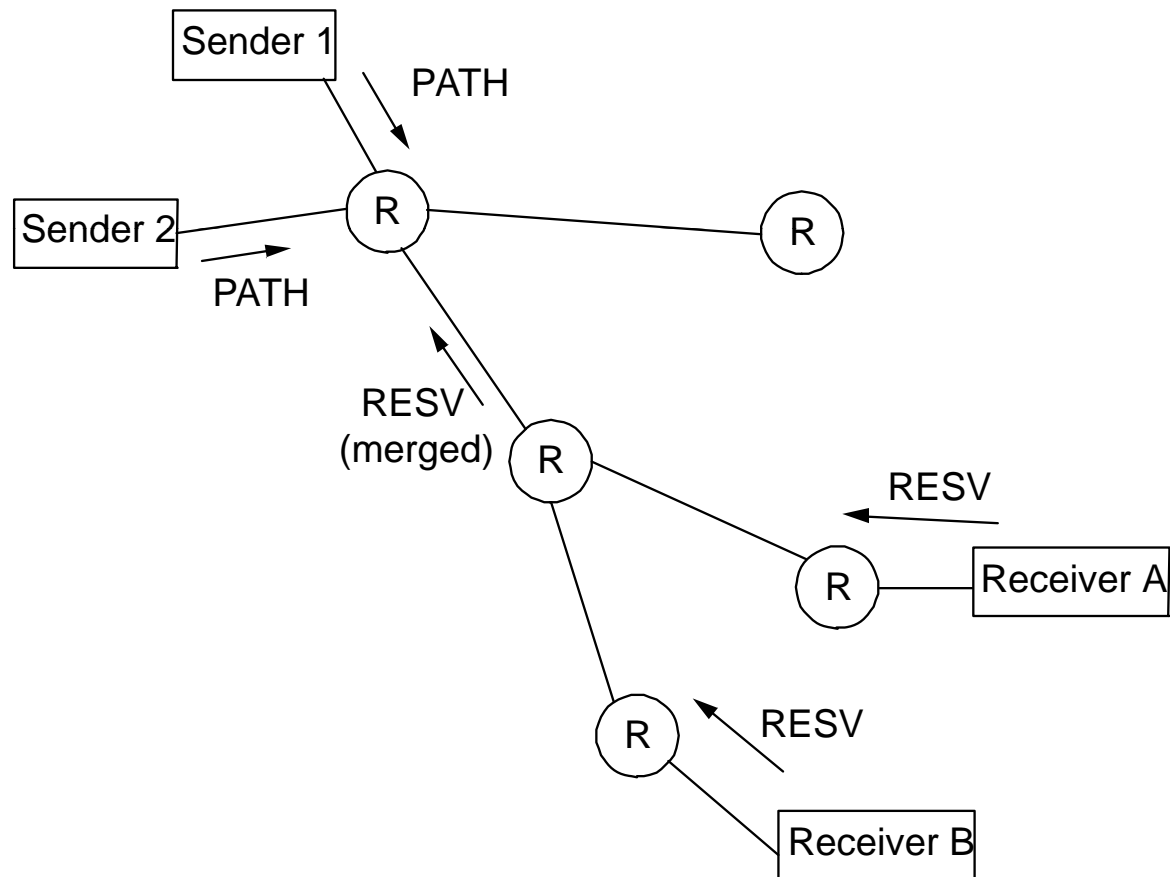 Sender 1
PATH
Sender 2
R
R
PATH
RESV
(merged)
R
RESV
R
Receiver A
R
RESV
Receiver B